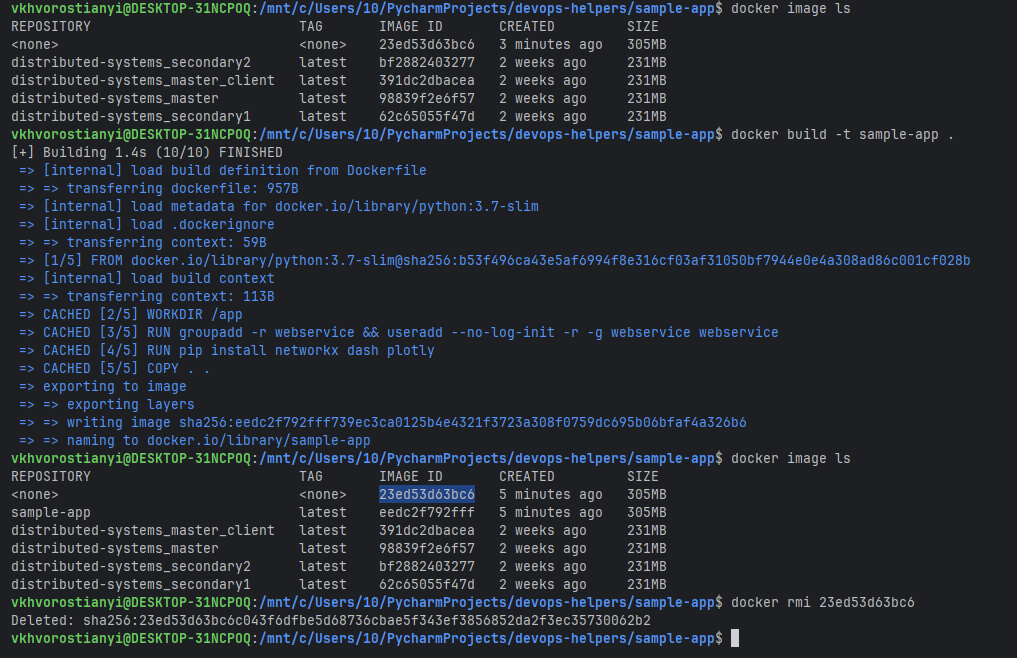 vkhvorostianyi@DESKTOP-31NCPOQ:/mnt/c/Users/10/PycharmProjects/devops-helpers/sample-app$ docker image ls
REPOSITORY TAG IMAGE ID CREATED SIZE
<none> <none> 23ed53d63bc6 3 minutes ago 305MB
distributed-systems_secondary2 latest bf2882403277 2 weeks ago 231MB
distributed-systems_master_client latest 391dc2dbacea 2 weeks ago 231MB
distributed-systems_master latest 98839f2e6f57 2 weeks ago 231MB
distributed-systems_secondary1 latest 62c65055f47d 2 weeks ago 231MB
vkhvorostianyi@DESKTOP-31NCPOQ:/mnt/c/Users/10/PycharmProjects/devops-helpers/sample-app$ docker build -t sample-app .
[+] Building 1.4s (10/10) FINISHED
=> [internal] load build definition from Dockerfile
=> => transferring dockerfile: 957B
=> [internal] load metadata for docker.io/library/python:3.7-slim
=> [internal] load .dockerignore
=> => transferring context: 59B
=> [1/5] FROM docker.io/library/python:3.7-slim@sha256:b53f496ca43e5af6994f8e316cf03af31050bf7944e0e4a308ad86c001cf028b
=> [internal] load build context
=> => transferring context: 113B
=> CACHED [2/5] WORKDIR /app
=> CACHED [3/5] RUN groupadd -r webservice && useradd --no-log-init -r -g webservice webservice
=> CACHED [4/5] RUN pip install networkx dash plotly
=> CACHED [5/5] COPY . .
=> exporting to image
=> => exporting layers
=> => writing image sha256:eedc2f792fff739ec3ca0125b4e4321f3723a308f0759dc695b06bfaf4a326b6
=> => naming to docker.io/library/sample-app
vkhvorostianyi@DESKTOP-31NCPOQ:/mnt/c/Users/10/PycharmProjects/devops-helpers/sample-app$ docker image ls
REPOSITORY TAG IMAGE ID CREATED SIZE
<none> <none> 23ed53d63bc6 5 minutes ago 305MB
sample-app latest eedc2f792fff 5 minutes ago 305MB
distributed-systems_master_client latest 391dc2dbacea 2 weeks ago 231MB
distributed-systems_master latest 98839f2e6f57 2 weeks ago 231MB
distributed-systems_secondary2 latest bf2882403277 2 weeks ago 231MB
distributed-systems_secondary1 latest 62c65055f47d 2 weeks ago 231MB
vkhvorostianyi@DESKTOP-31NCPOQ:/mnt/c/Users/10/PycharmProjects/devops-helpers/sample-app$ docker rmi 23ed53d63bc6
Deleted: sha256:23ed53d63bc6c043f6dfbe5d68736cbae5f343ef3856852da2f3ec35730062b2
vkhvorostianyi@DESKTOP-31NCPOQ:/mnt/c/Users/10/PycharmProjects/devops-helpers/sample-app$